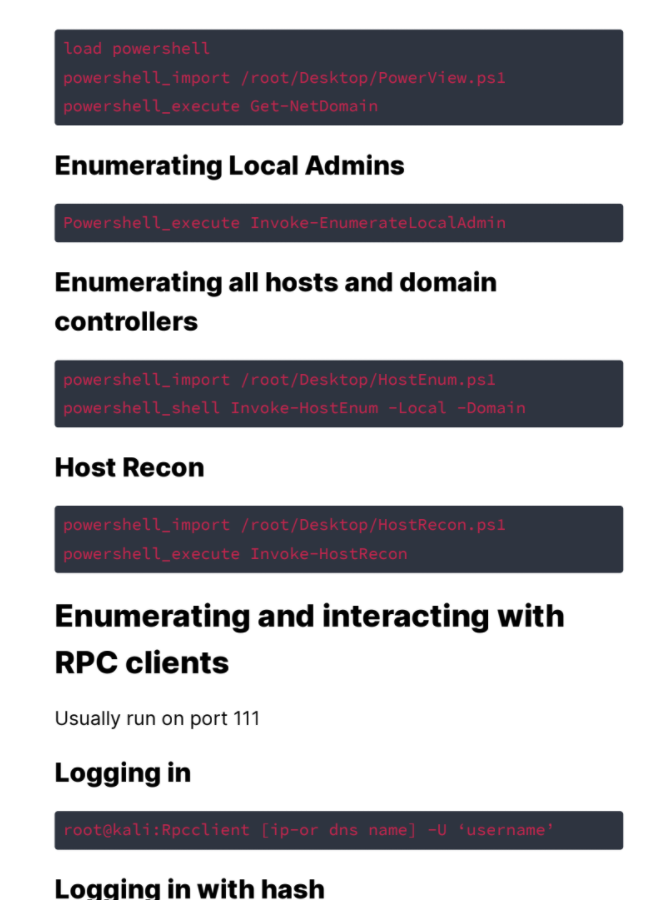 load powershell
powershell_import /root/Desktop/PowerView.ps1
powershell_execute Get-NetDomain
Enumerating Local Admins
Powershell_execute Invoke-EnumerateLocalAdmin
Enumerating all hosts and domain
controllers
powershell_import /root/Desktop/HostEnum.ps1
powershell_shell Invoke-HostEnum -Local -Domain
Host Recon
powershell_import /root/Desktop/HostRecon.ps1
powershell_execute Invoke-HostRecon
Enumerating and interacting with
RPC clients
Usually run on port 111
Logging in
root@kali:Rpcclient [ip-or dns name] -U ‘username’
Logging in with hash